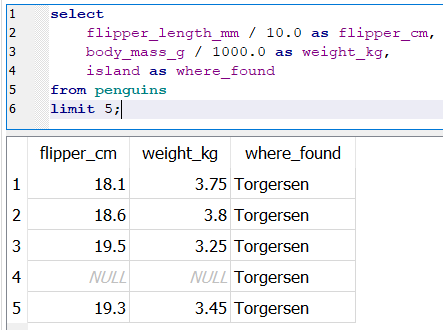 1 select
2 flipper_length_mm / 10.0 as flipper_cm,
3 body_mass_g / 1000.0 as weight_kg,
4 island as where_found
5 from penguins
6 limit 5;
flipper_cm weight_kg where_found
1 18.1 3.75 Torgersen
2 18.6 3.8 Torgersen
3 19.5 3.25 Torgersen
4 NULL NULL Torgersen
5 19.3 3.45 Torgersen